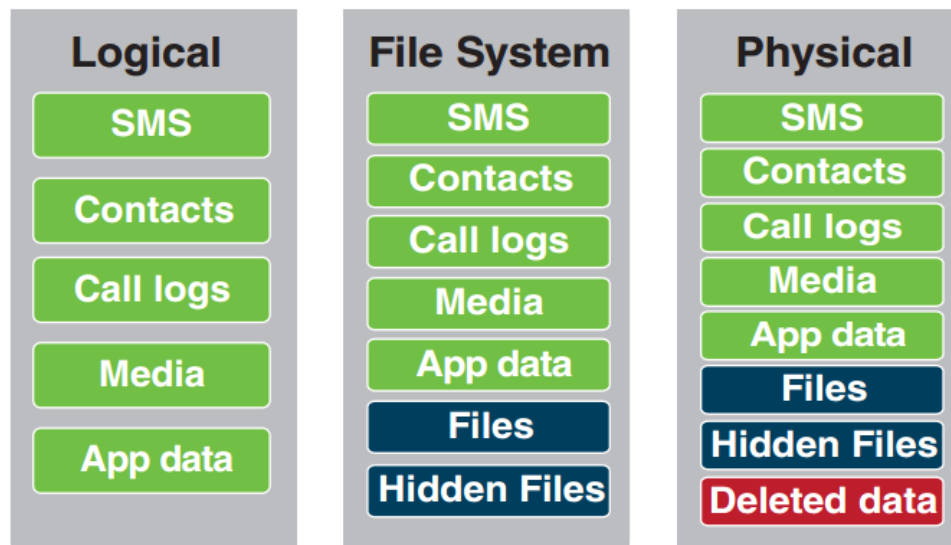 Logical
SMS
Contacts
Call logs
Media
App data
File System
SMS
Contacts
Call logs
Media
App data
Files
Hidden Files
Physical
SMS
Contacts
Call logs
Media
App data
Files
Hidden Files
Deleted data